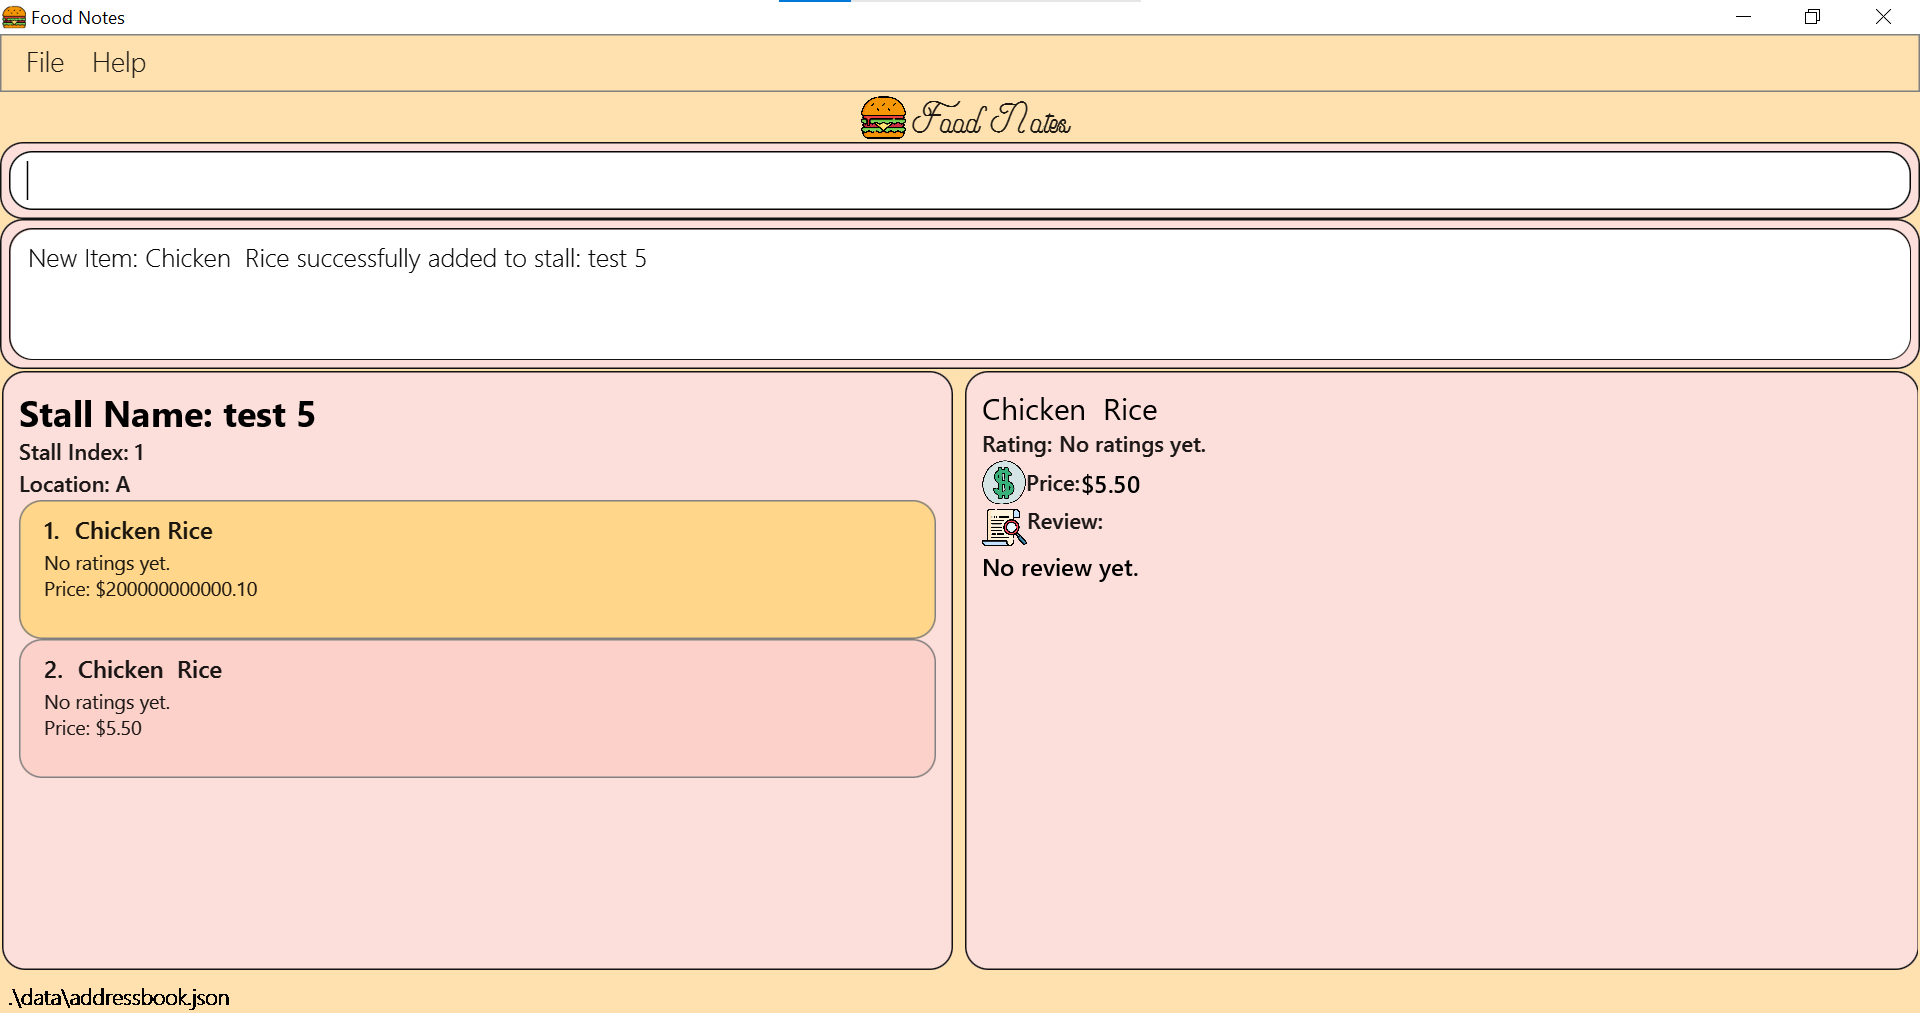 Food Notes
File Help
Food Notes
New Item: Chicken  Rice successfully added to stall: test 5
Stall Name: test 5
Stall Index: 1
Location: A
1. Chicken Rice
No ratings yet.
Price: $200000000000.10
2. Chicken  Rice
No ratings yet.
Price: $5.50
Chicken  Rice
Rating: No ratings yet.
Price:$5.50
Review:
No review yet.
.\data\addressbook.json